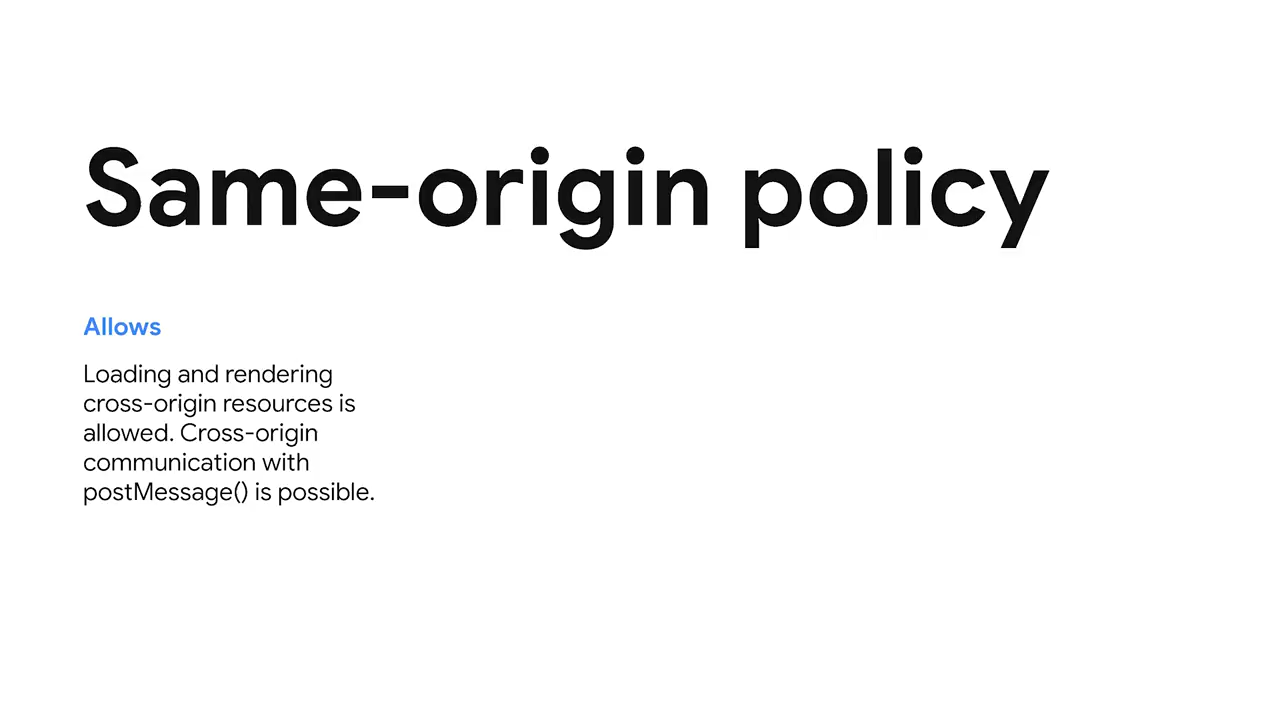 Same-origin policy
Allows
Loading and rendering
cross-origin resources is
allowed. Cross-origin
communication with
postMessage() is possible.